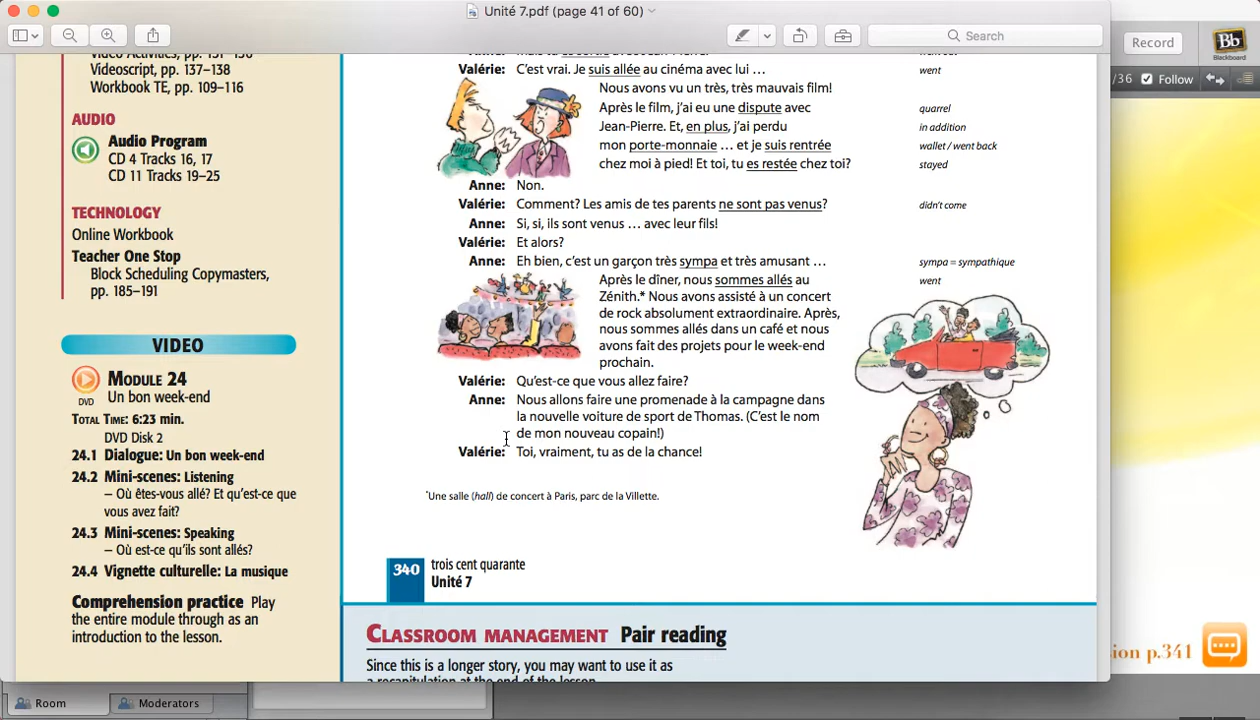 Unité 7.pdf (page 41 of 60)
Search
Record
Bb
Blackboard
/36
Follow
Videoscript, pp. 137–138
Workbook TE, pp. 109–116
AUDIO
Audio Program
CD 4 Tracks 16, 17
CD 11 Tracks 19–25
TECHNOLOGY
Online Workbook
Teacher One Stop
Block Scheduling Copymasters,
pp. 185–191
VIDEO
DVD
MODULE 24
Un bon week-end
TOTAL TIME: 6:23 min.
DVD Disk 2
24.1 Dialogue: Un bon week-end
24.2 Mini-scenes: Listening
– Où êtes-vous allé? Et qu'est-ce que
vous avez fait?
24.3 Mini-scenes: Speaking
– Où est-ce qu'ils sont allés?
24.4 Vignette culturelle: La musique
Comprehension practice Play
the entire module through as an
introduction to the lesson.
Valérie: C'est vrai. Je suis allée au cinéma avec lui … went
Nous avons vu un très, très mauvais film!
Après le film, j'ai eu une dispute avec quarrel
Jean-Pierre. Et, en plus, j'ai perdu in addition
mon porte-monnaie … et je suis rentrée wallet / went back
chez moi à pied! Et toi, tu es restée chez toi? stayed
Anne: Non.
Valérie: Comment? Les amis de tes parents ne sont pas venus? didn't come
Anne: Si, si, ils sont venus … avec leur fils!
Valérie: Et alors?
Anne: Eh bien, c'est un garçon très sympa et très amusant … sympa = sympathique
Après le dîner, nous sommes allés au went
Zénith.* Nous avons assisté à un concert
de rock absolument extraordinaire. Après,
nous sommes allés dans un café et nous
avons fait des projets pour le week-end
prochain.
Valérie: Qu'est-ce que vous allez faire?
Anne: Nous allons faire une promenade à la campagne dans
la nouvelle voiture de sport de Thomas. (C'est le nom
de mon nouveau copain!)
Valérie: Toi, vraiment, tu as de la chance!
*Une salle (hall) de concert à Paris, parc de la Villette.
340
trois cent quarante
Unité 7
CLASSROOM MANAGEMENT Pair reading
Since this is a longer story, you may want to use it as
a recapitulation at the end of the lesson.
ion p.341
Room
Moderators